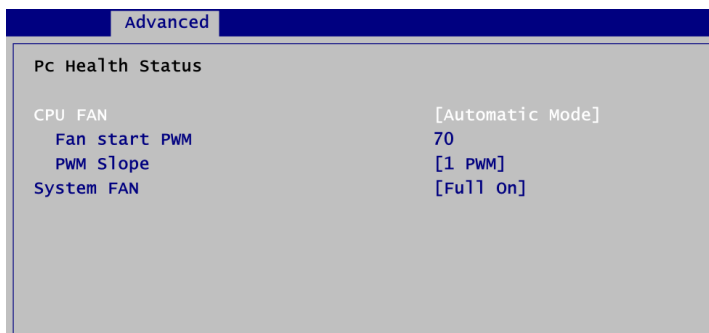 Advanced
Pc Health Status
CPU FAN [Automatic Mode]
Fan start PWM 70
PWM Slope [1 PWM]
System FAN [Full On]